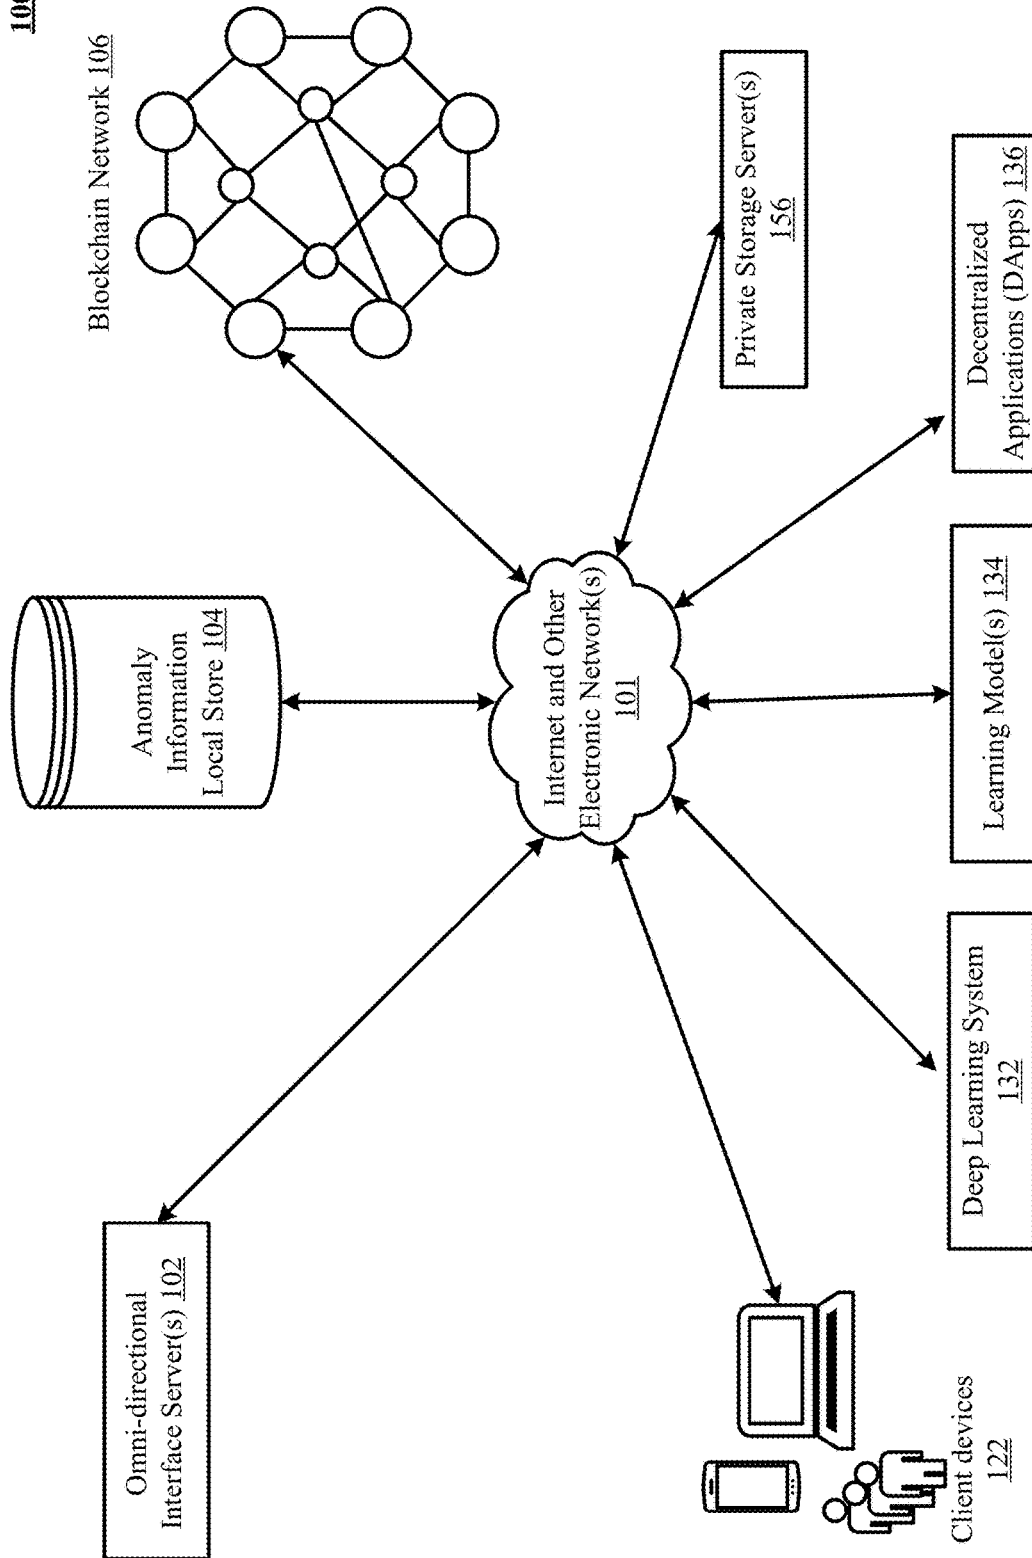 Omni-directional
Interface Server(s) 102
Anomaly
Information
Local Store 104
Blockchain Network 106
Internet and Other
Electronic Network(s)
101
Private Storage Server(s)
156
Client devices
122
Deep Learning System
132
Learning Model(s) 134
Decentralized
Applications (DApps) 136